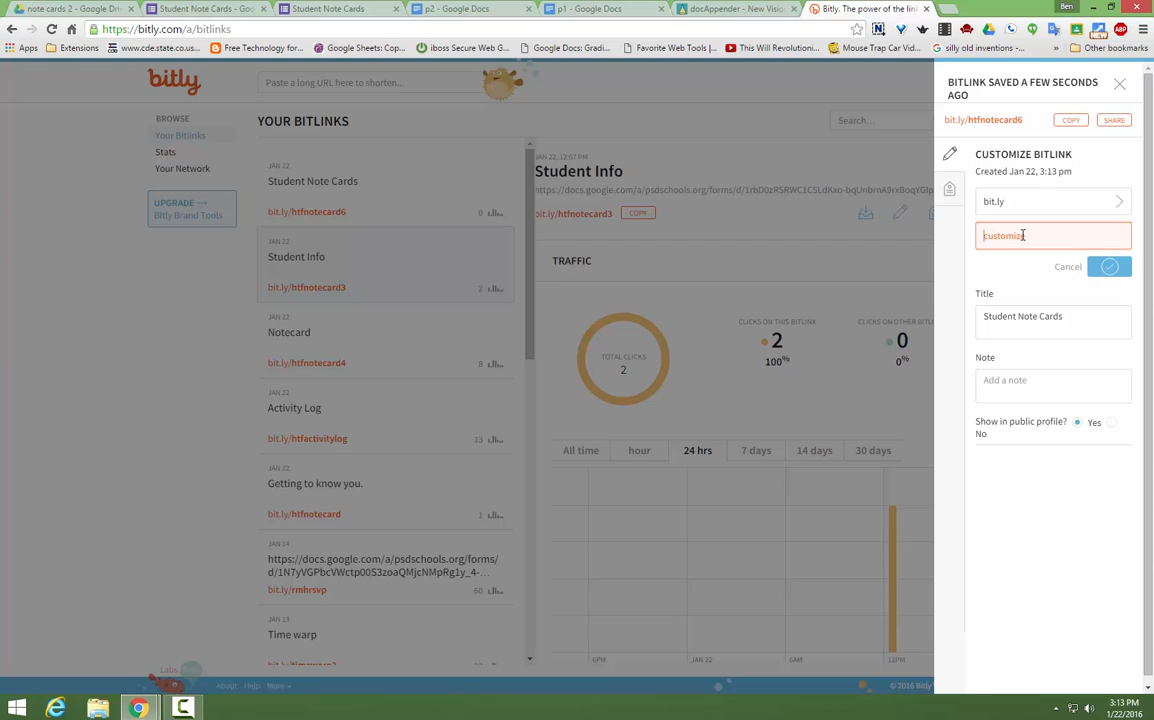 note cards 2 - Google Dri
Student Note Cards
Student Note Cards
p2 - Google Docs
p1 - Google Docs
docAppender - New Vision
Bitly. The power of the lin
Ben
https://bitly.com/a/bitlinks
Apps
Extensions
www.cde.state.co.us
Free Technology for
Google Sheets: Cop
iboss Secure Web G
Google Docs: Gradi
Favorite Web Tools |
This Will Revolutioni
Mouse Trap Car Vid
silly old inventions -
»
Other bookmarks
bitly
Paste a long URL here to shorten...
BROWSE
Your Bitlinks
Stats
Your Network
UPGRADE →
Bitly Brand Tools
YOUR BITLINKS
Search...
JAN 22
Student Note Cards
bit.ly/htfnotecard6
0
JAN 22
Student Info
bit.ly/htfnotecard3
2
JAN 22
Notecard
bit.ly/htfnotecard4
8
JAN 22
Activity Log
bit.ly/htfactivitylog
13
JAN 22
Getting to know you.
bit.ly/htfnotecard
1
JAN 14
https://docs.google.com/a/psdschools.org/forms/
d/1N7yVGPbcVWctp00S3zoaQMjcNMpRg1y_4-...
bit.ly/rmhrsvp
60
JAN 13
Time warp
JAN 22, 12:07 PM
Student Info
bit.ly/htfnotecard3
COPY
TRAFFIC
TOTAL CLICKS
2
CLICKS ON THIS BITLINK
2
100%
CLICKS ON OTHER BITL
0
0%
All time
hour
24 hrs
7 days
14 days
30 days
6PM
JAN 22
6AM
12PM
BITLINK SAVED A FEW SECONDS
AGO
bit.ly/htfnotecard6
COPY
SHARE
CUSTOMIZE BITLINK
Created Jan 22, 3:13 pm
bit.ly
customize
Cancel
Title
Student Note Cards
Note
Add a note
Show in public profile?
Yes
No
Labs
About
Help
More
© 2016 Bitly
3:13 PM
1/22/2016